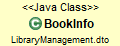 <<Java Class>>
C BookInfo
LibraryManagement.dto